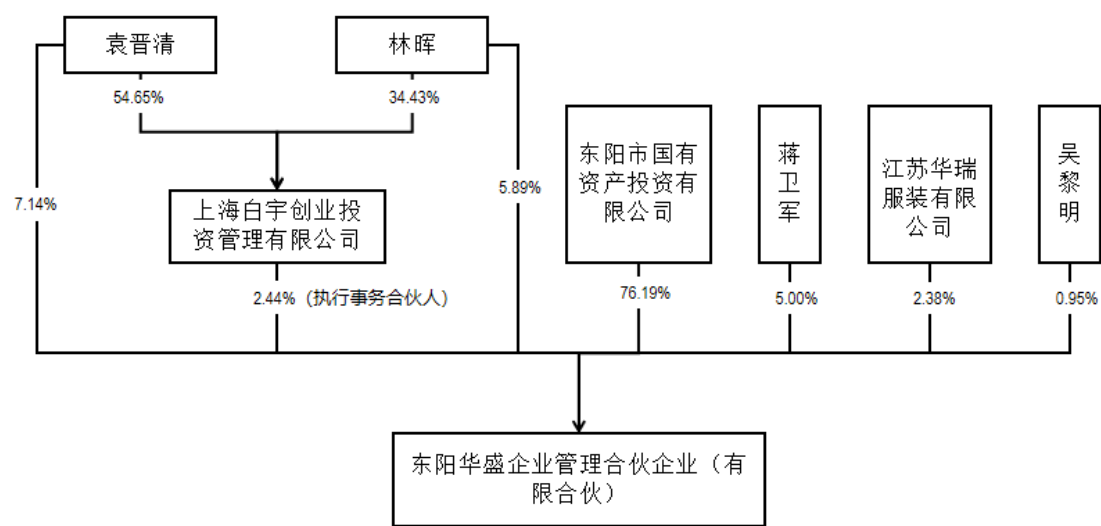 袁晋清
林晖
54.65%
34.43%
7.14%
5.89%
上海白宇创业投
资管理有限公司
东阳市国有
资产投资有
限公司
蒋
卫
军
江苏华瑞
服装有限
公司
吴
黎
明
2.44%（执行事务合伙人）
76.19%
5.00%
2.38%
0.95%
东阳华盛企业管理合伙企业（有
限合伙）